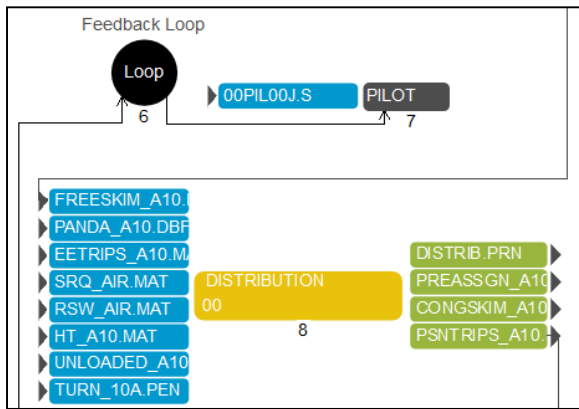 Feedback Loop
Loop
6
00PIL00J.S
PILOT
7
FREESKIM_A10.
PANDA_A10.DBF
EETRIPS_A10.MA
SRQ_AIR.MAT
RSW_AIR.MAT
HT_A10.MAT
UNLOADED_A10
TURN_10A.PEN
DISTRIBUTION
00
8
DISTRIB.PRN
PREASSGN_A10
CONGSKIM_A10
PSNTRIPS_A10.